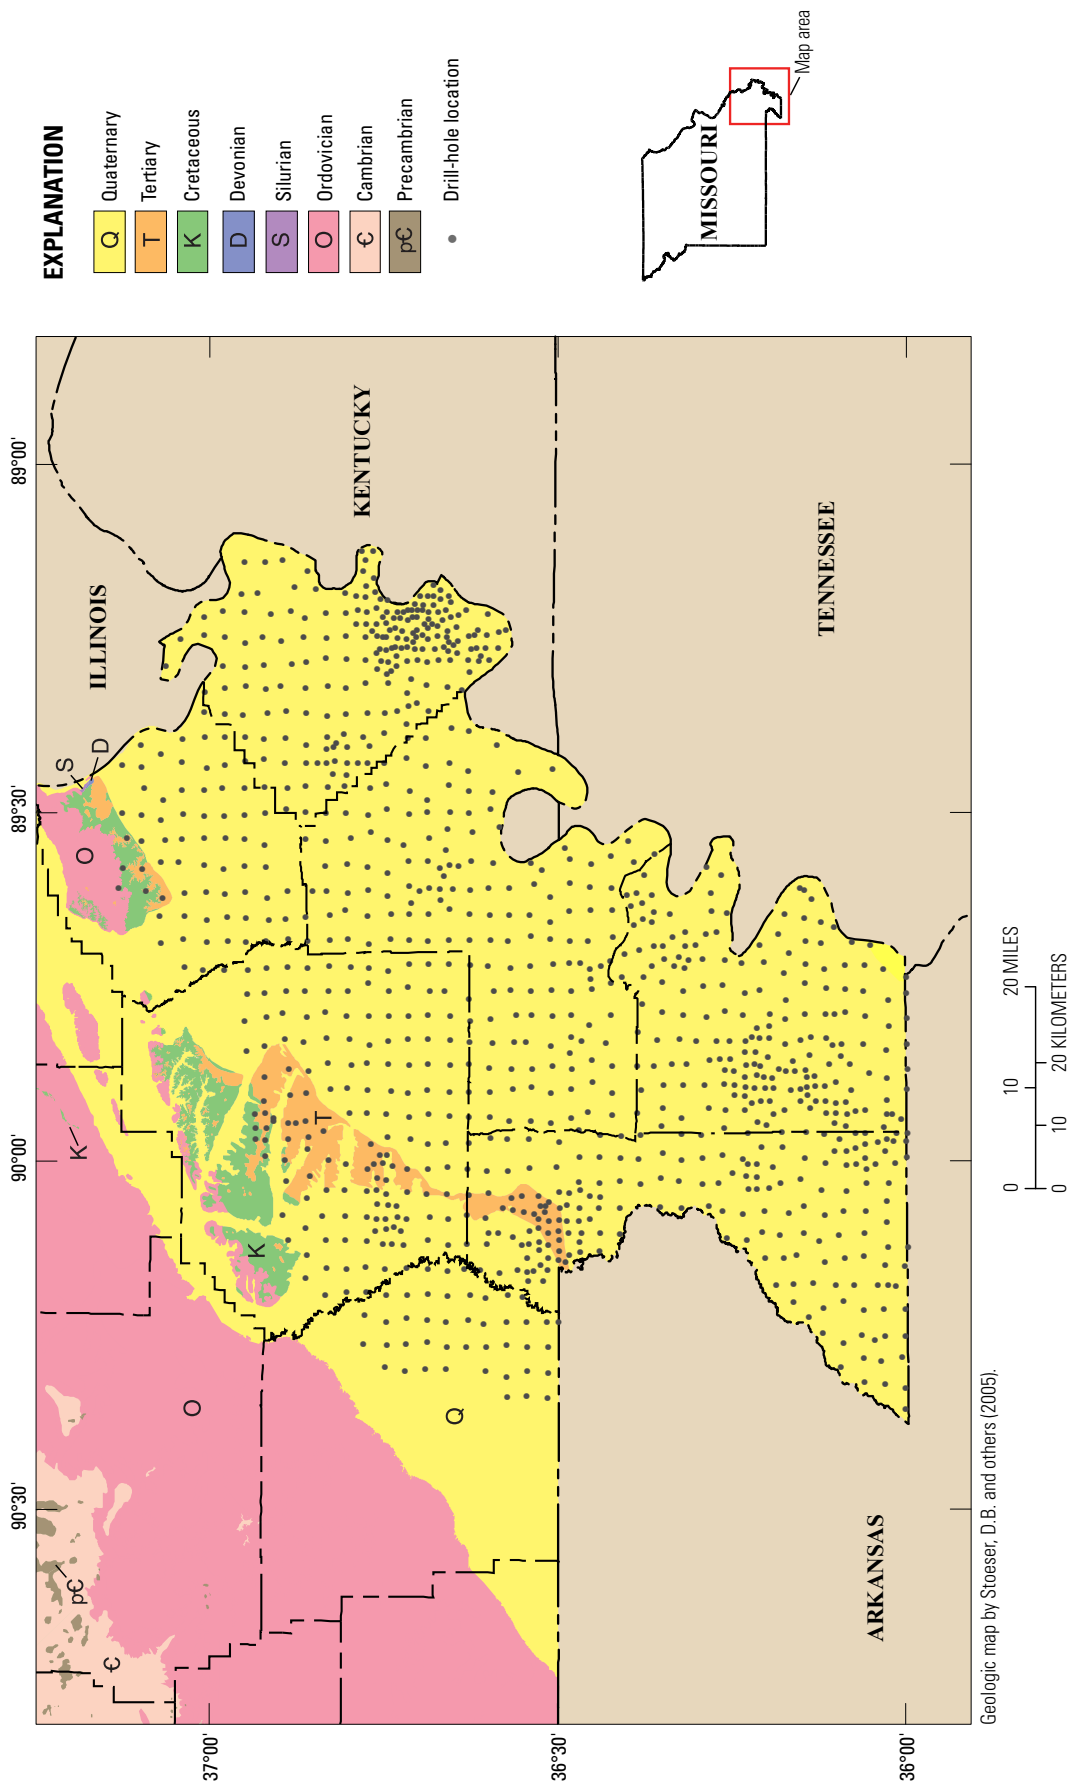 EXPLANATION
Q Quaternary
T Tertiary
K Cretaceous
D Devonian
S Silurian
O Ordovician
Є Cambrian
pЄ Precambrian
Drill-hole location
MISSOURI
Map area
90°30'
90°00'
89°30'
89°00'
37°00'
36°30'
36°00'
ILLINOIS
KENTUCKY
TENNESSEE
ARKANSAS
pЄ
Є
O
K
O
S
D
K
T
Q
0 10 20 MILES
0 10 20 KILOMETERS
Geologic map by Stoeser, D.B. and others (2005).